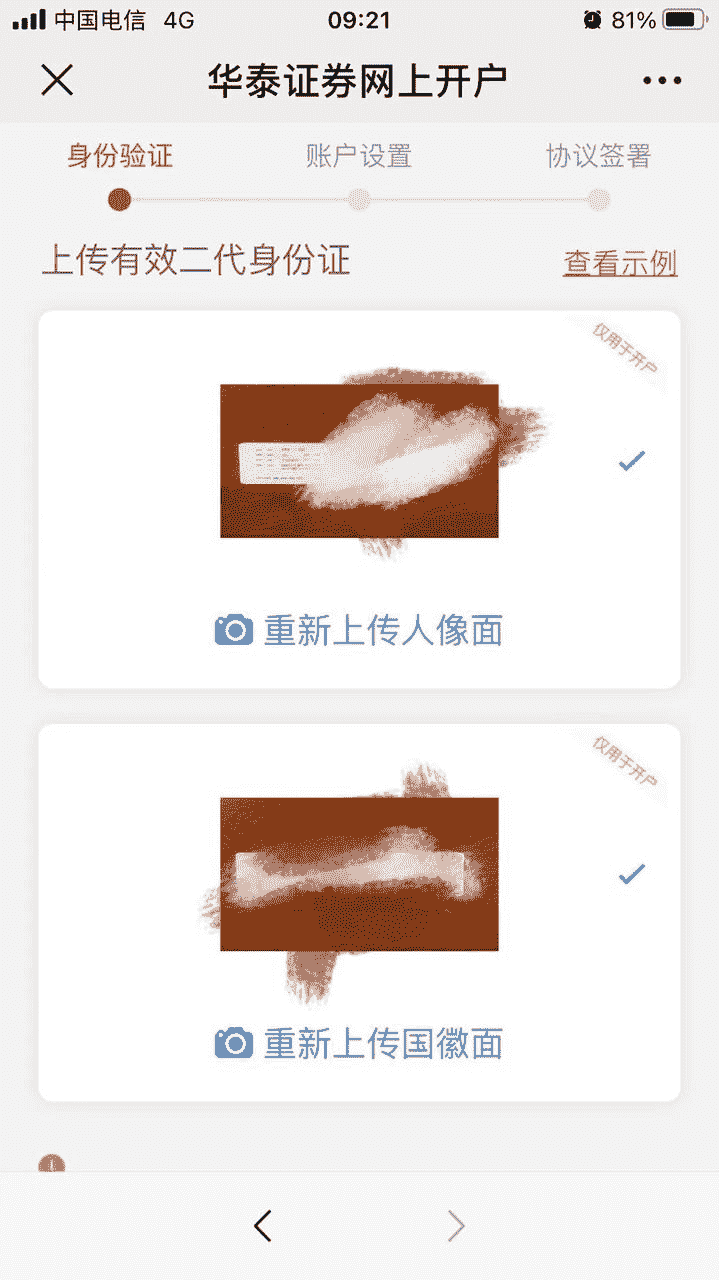 中国电信 4G 09:21 81%
华泰证券网上开户
身份验证 账户设置 协议签署
上传有效二代身份证 查看示例
仅用于开户
重新上传人像面
仅用于开户
重新上传国徽面